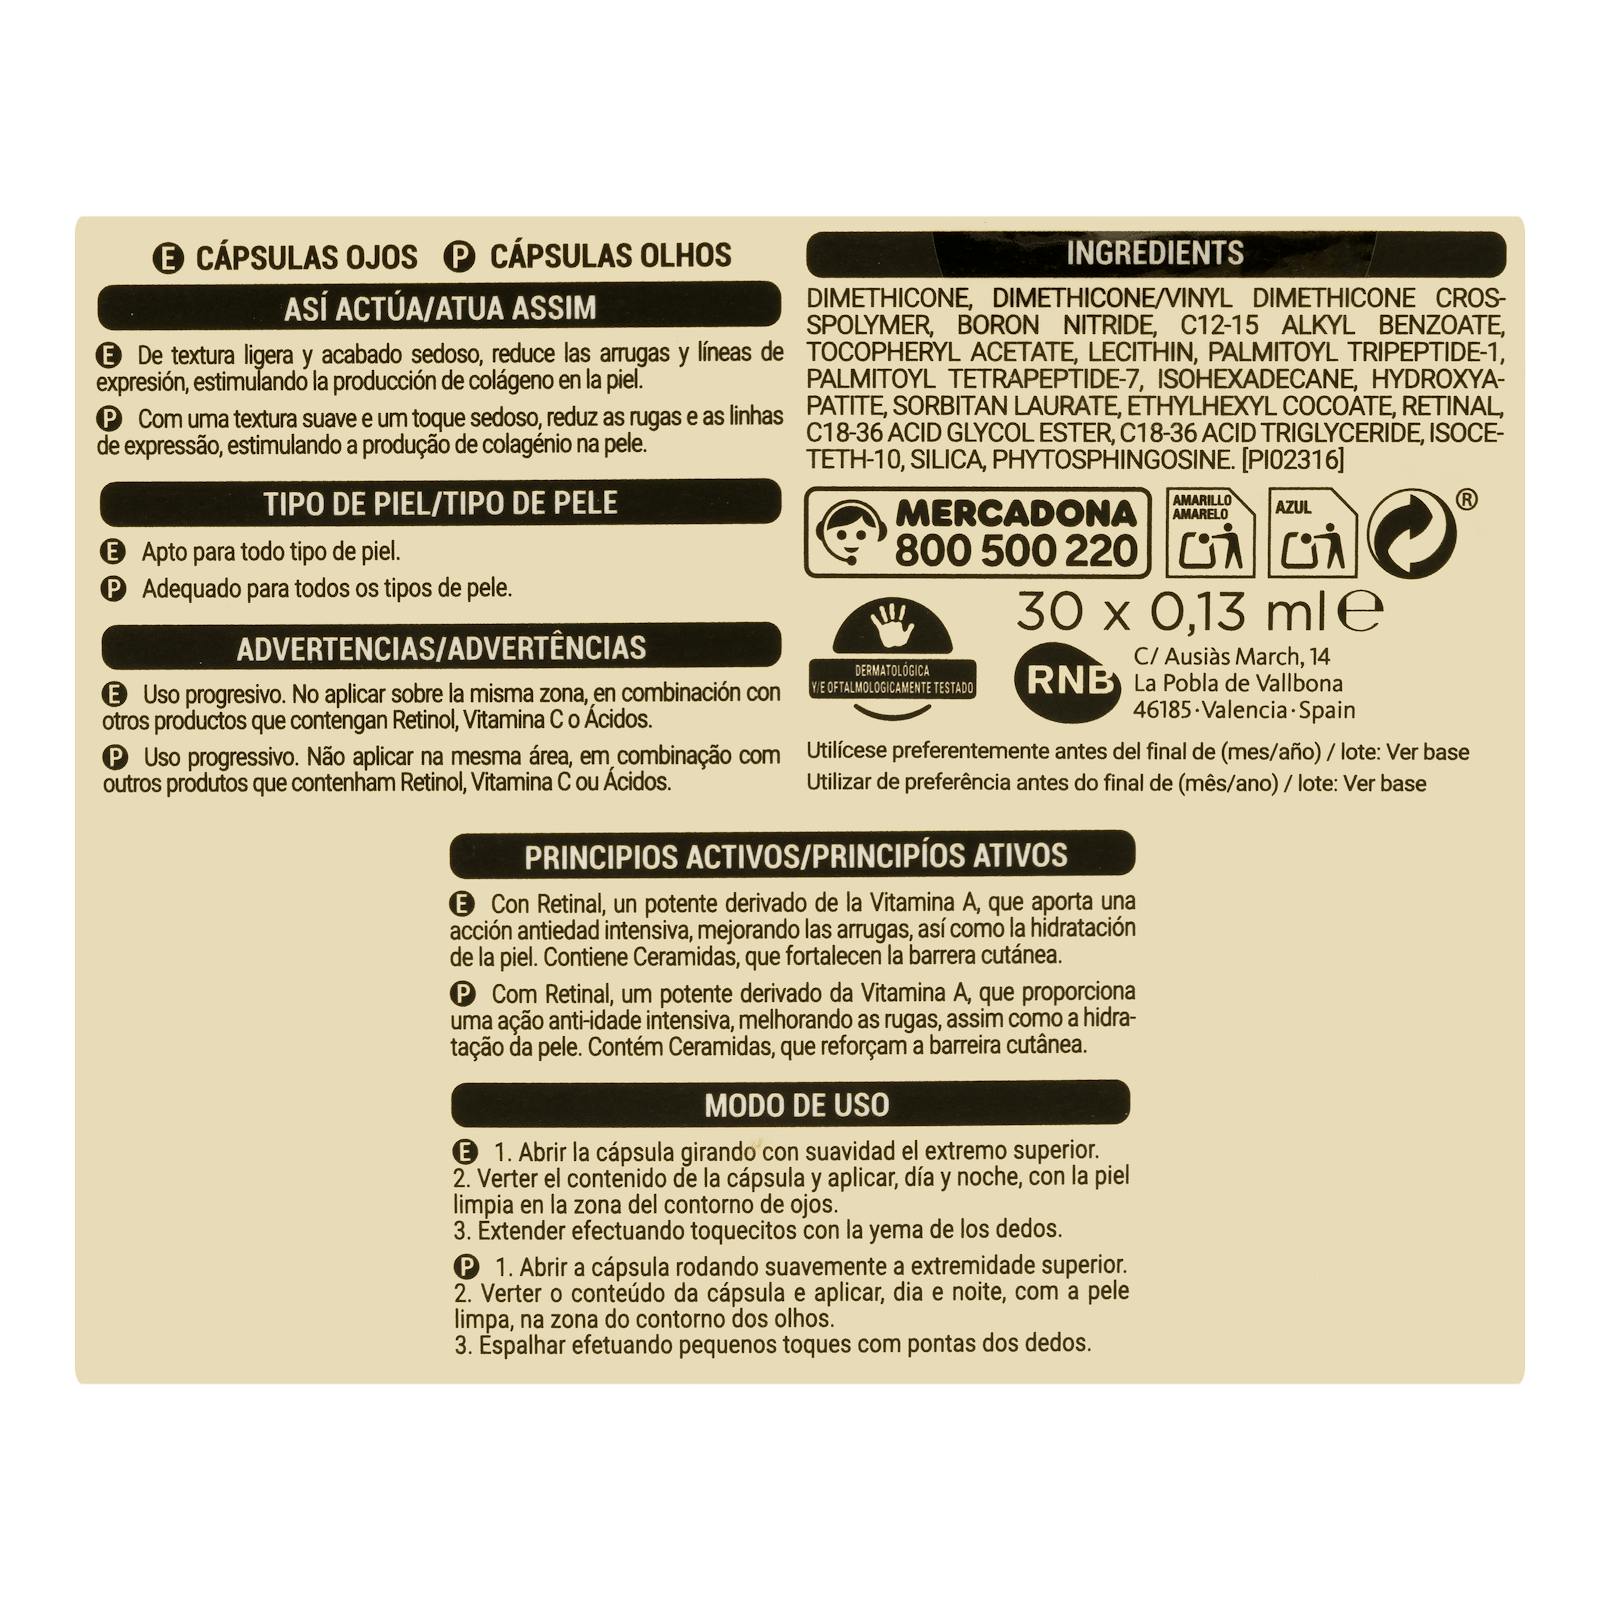 E CÁPSULAS OJOS P CÁPSULAS OLHOS
ASÍ ACTÚA/ATUA ASSIM
E De textura ligera y acabado sedoso, reduce las arrugas y líneas de
expresión, estimulando la producción de colágeno en la piel.
P Com uma textura suave e um toque sedoso, reduz as rugas e as linhas
de expressão, estimulando a produção de colagénio na pele.
TIPO DE PIEL/TIPO DE PELE
E Apto para todo tipo de piel.
P Adequado para todos os tipos de pele.
ADVERTENCIAS/ADVERTÊNCIAS
E Uso progresivo. No aplicar sobre la misma zona, en combinación con
otros productos que contengan Retinol, Vitamina C o Ácidos.
P Uso progressivo. Não aplicar na mesma área, em combinação com
outros produtos que contenham Retinol, Vitamina C ou Ácidos.
INGREDIENTS
DIMETHICONE, DIMETHICONE/VINYL DIMETHICONE CROS-
SPOLYMER, BORON NITRIDE, C12-15 ALKYL BENZOATE,
TOCOPHERYL ACETATE, LECITHIN, PALMITOYL TRIPEPTIDE-1,
PALMITOYL TETRAPEPTIDE-7, ISOHEXADECANE, HYDROXYA-
PATITE, SORBITAN LAURATE, ETHYLHEXYL COCOATE, RETINAL,
C18-36 ACID GLYCOL ESTER, C18-36 ACID TRIGLYCERIDE, ISOCE-
TETH-10, SILICA, PHYTOSPHINGOSINE. [PI02316]
MERCADONA
800 500 220
AMARILLO
AMARELO
AZUL
®
30 x 0,13 ml e
DERMATOLÓGICA
Y/E OFTALMOLOGICAMENTE TESTADO
RNB
C/ Ausiàs March, 14
La Pobla de Vallbona
46185·Valencia·Spain
Utilícese preferentemente antes del final de (mes/año) / lote: Ver base
Utilizar de preferência antes do final de (mês/ano) / lote: Ver base
PRINCIPIOS ACTIVOS/PRINCIPÍOS ATIVOS
E Con Retinal, un potente derivado de la Vitamina A, que aporta una
acción antiedad intensiva, mejorando las arrugas, así como la hidratación
de la piel. Contiene Ceramidas, que fortalecen la barrera cutánea.
P Com Retinal, um potente derivado da Vitamina A, que proporciona
uma ação anti-idade intensiva, melhorando as rugas, assim como a hidra-
tação da pele. Contém Ceramidas, que reforçam a barreira cutânea.
MODO DE USO
E 1. Abrir la cápsula girando con suavidad el extremo superior.
2. Verter el contenido de la cápsula y aplicar, día y noche, con la piel
limpia en la zona del contorno de ojos.
3. Extender efectuando toquecitos con la yema de los dedos.
P 1. Abrir a cápsula rodando suavemente a extremidade superior.
2. Verter o conteúdo da cápsula e aplicar, dia e noite, com a pele
limpa, na zona do contorno dos olhos.
3. Espalhar efetuando pequenos toques com pontas dos dedos.